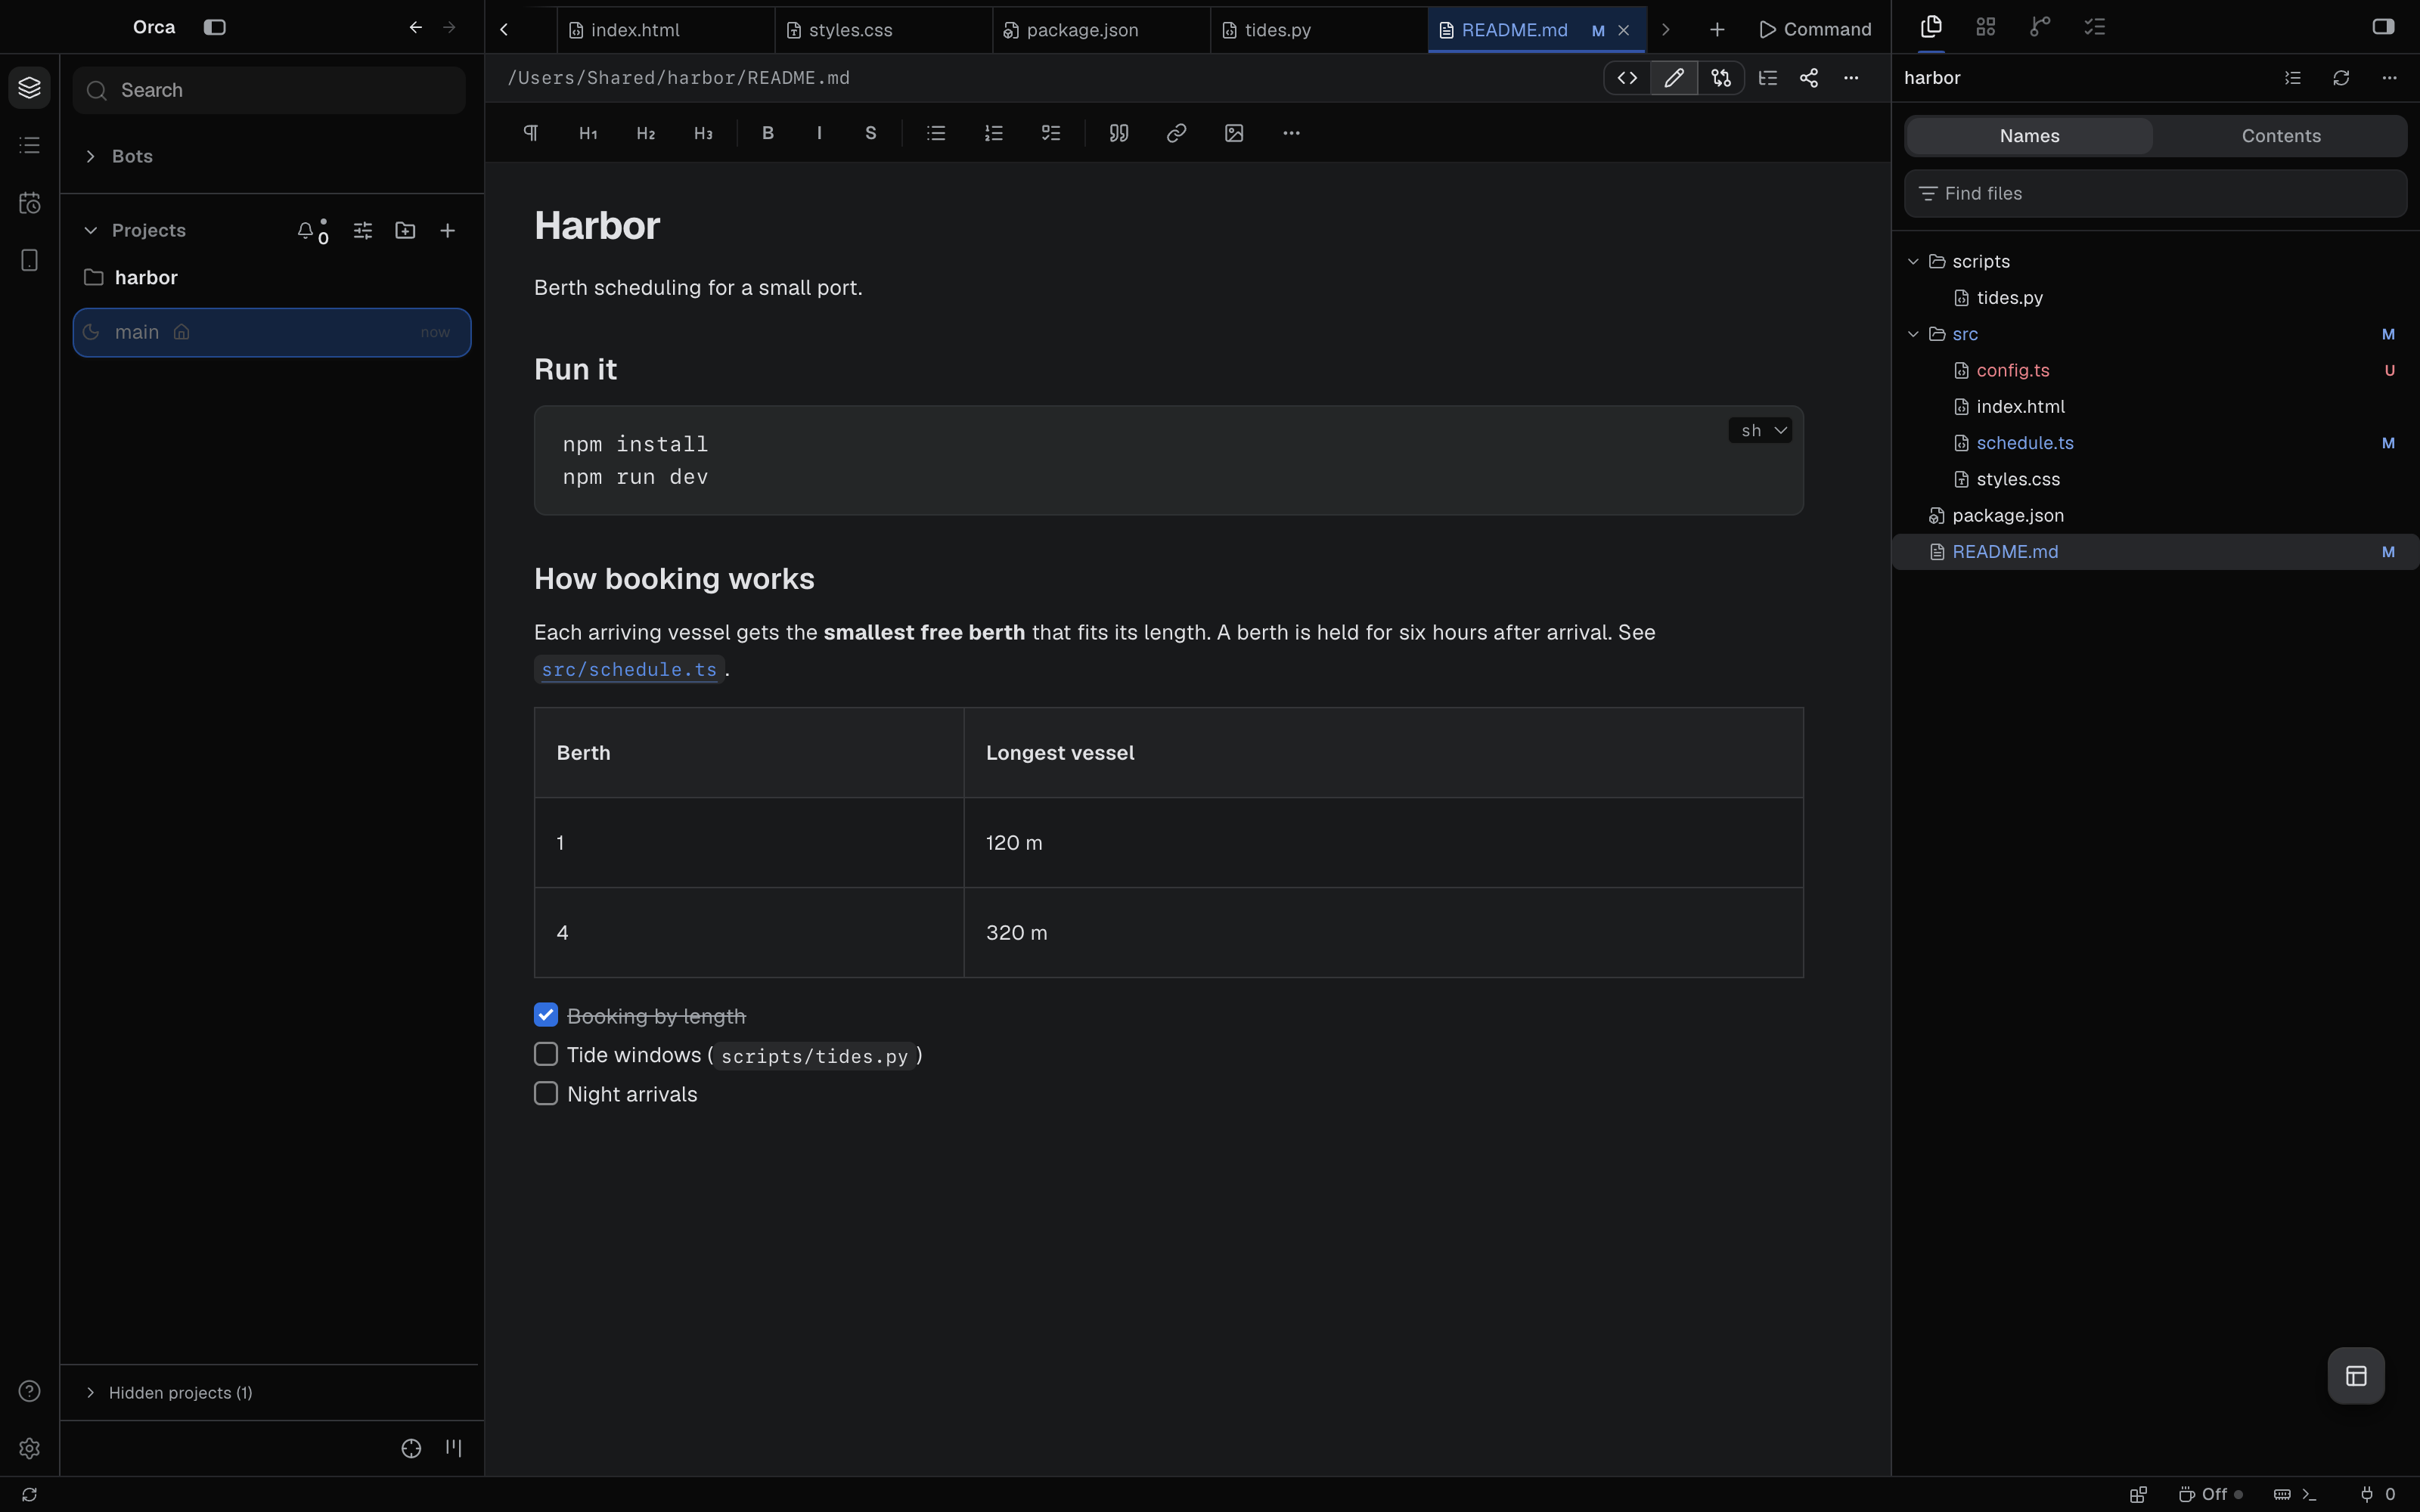 Orca
index.html
styles.css
package.json
tides.py
README.md M
Command
Search
/Users/Shared/harbor/README.md
harbor
H1 H2 H3 B I S
Names
Contents
Bots
Find files
Projects
0
harbor
main
now
Harbor
Berth scheduling for a small port.
Run it
sh
npm install
npm run dev
How booking works
Each arriving vessel gets the smallest free berth that fits its length. A berth is held for six hours after arrival. See
src/schedule.ts.
Berth
Longest vessel
1
120 m
4
320 m
Booking by length
Tide windows (scripts/tides.py)
Night arrivals
scripts
tides.py
src M
config.ts U
index.html
schedule.ts M
styles.css
package.json
README.md M
Hidden projects (1)
Off
0